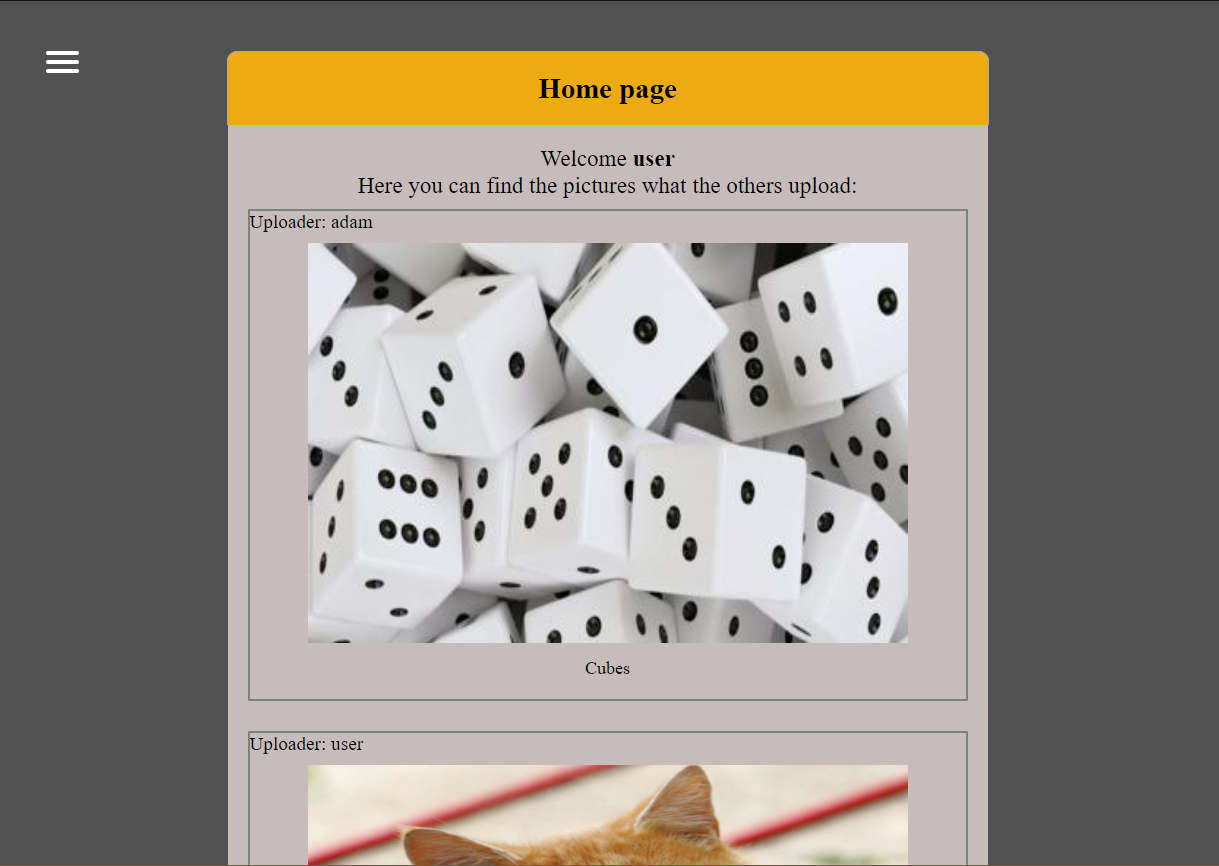 Home page
Welcome user
Here you can find the pictures what the others upload:
Uploader: adam
Cubes
Uploader: user